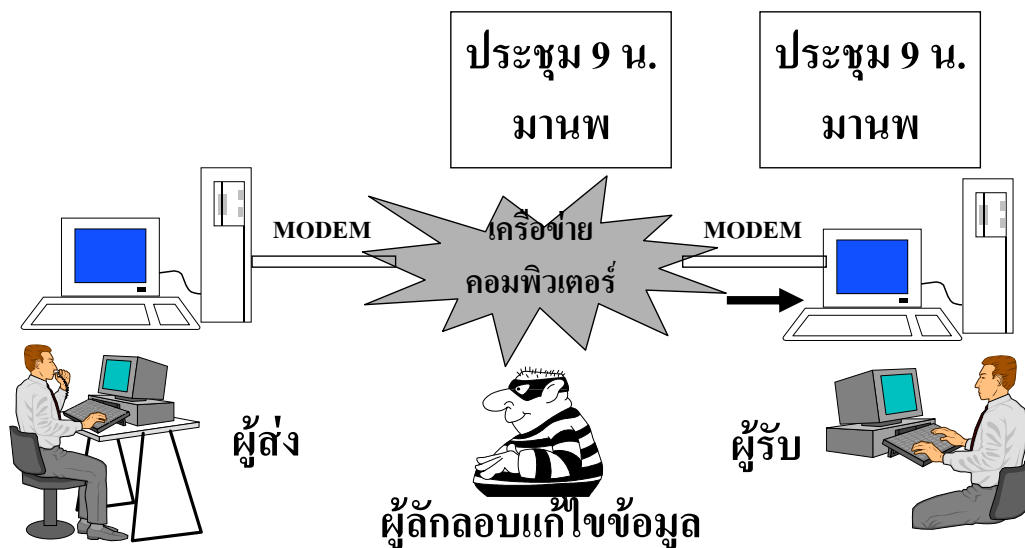 ประชุม 9 น.
มานพ
ประชุม 9 น.
มานพ
MODEM
เครือข่าย
คอมพิวเตอร์
MODEM
ผู้ส่ง
ผู้รับ
ผู้ลักลอบแก้ไขข้อมูล